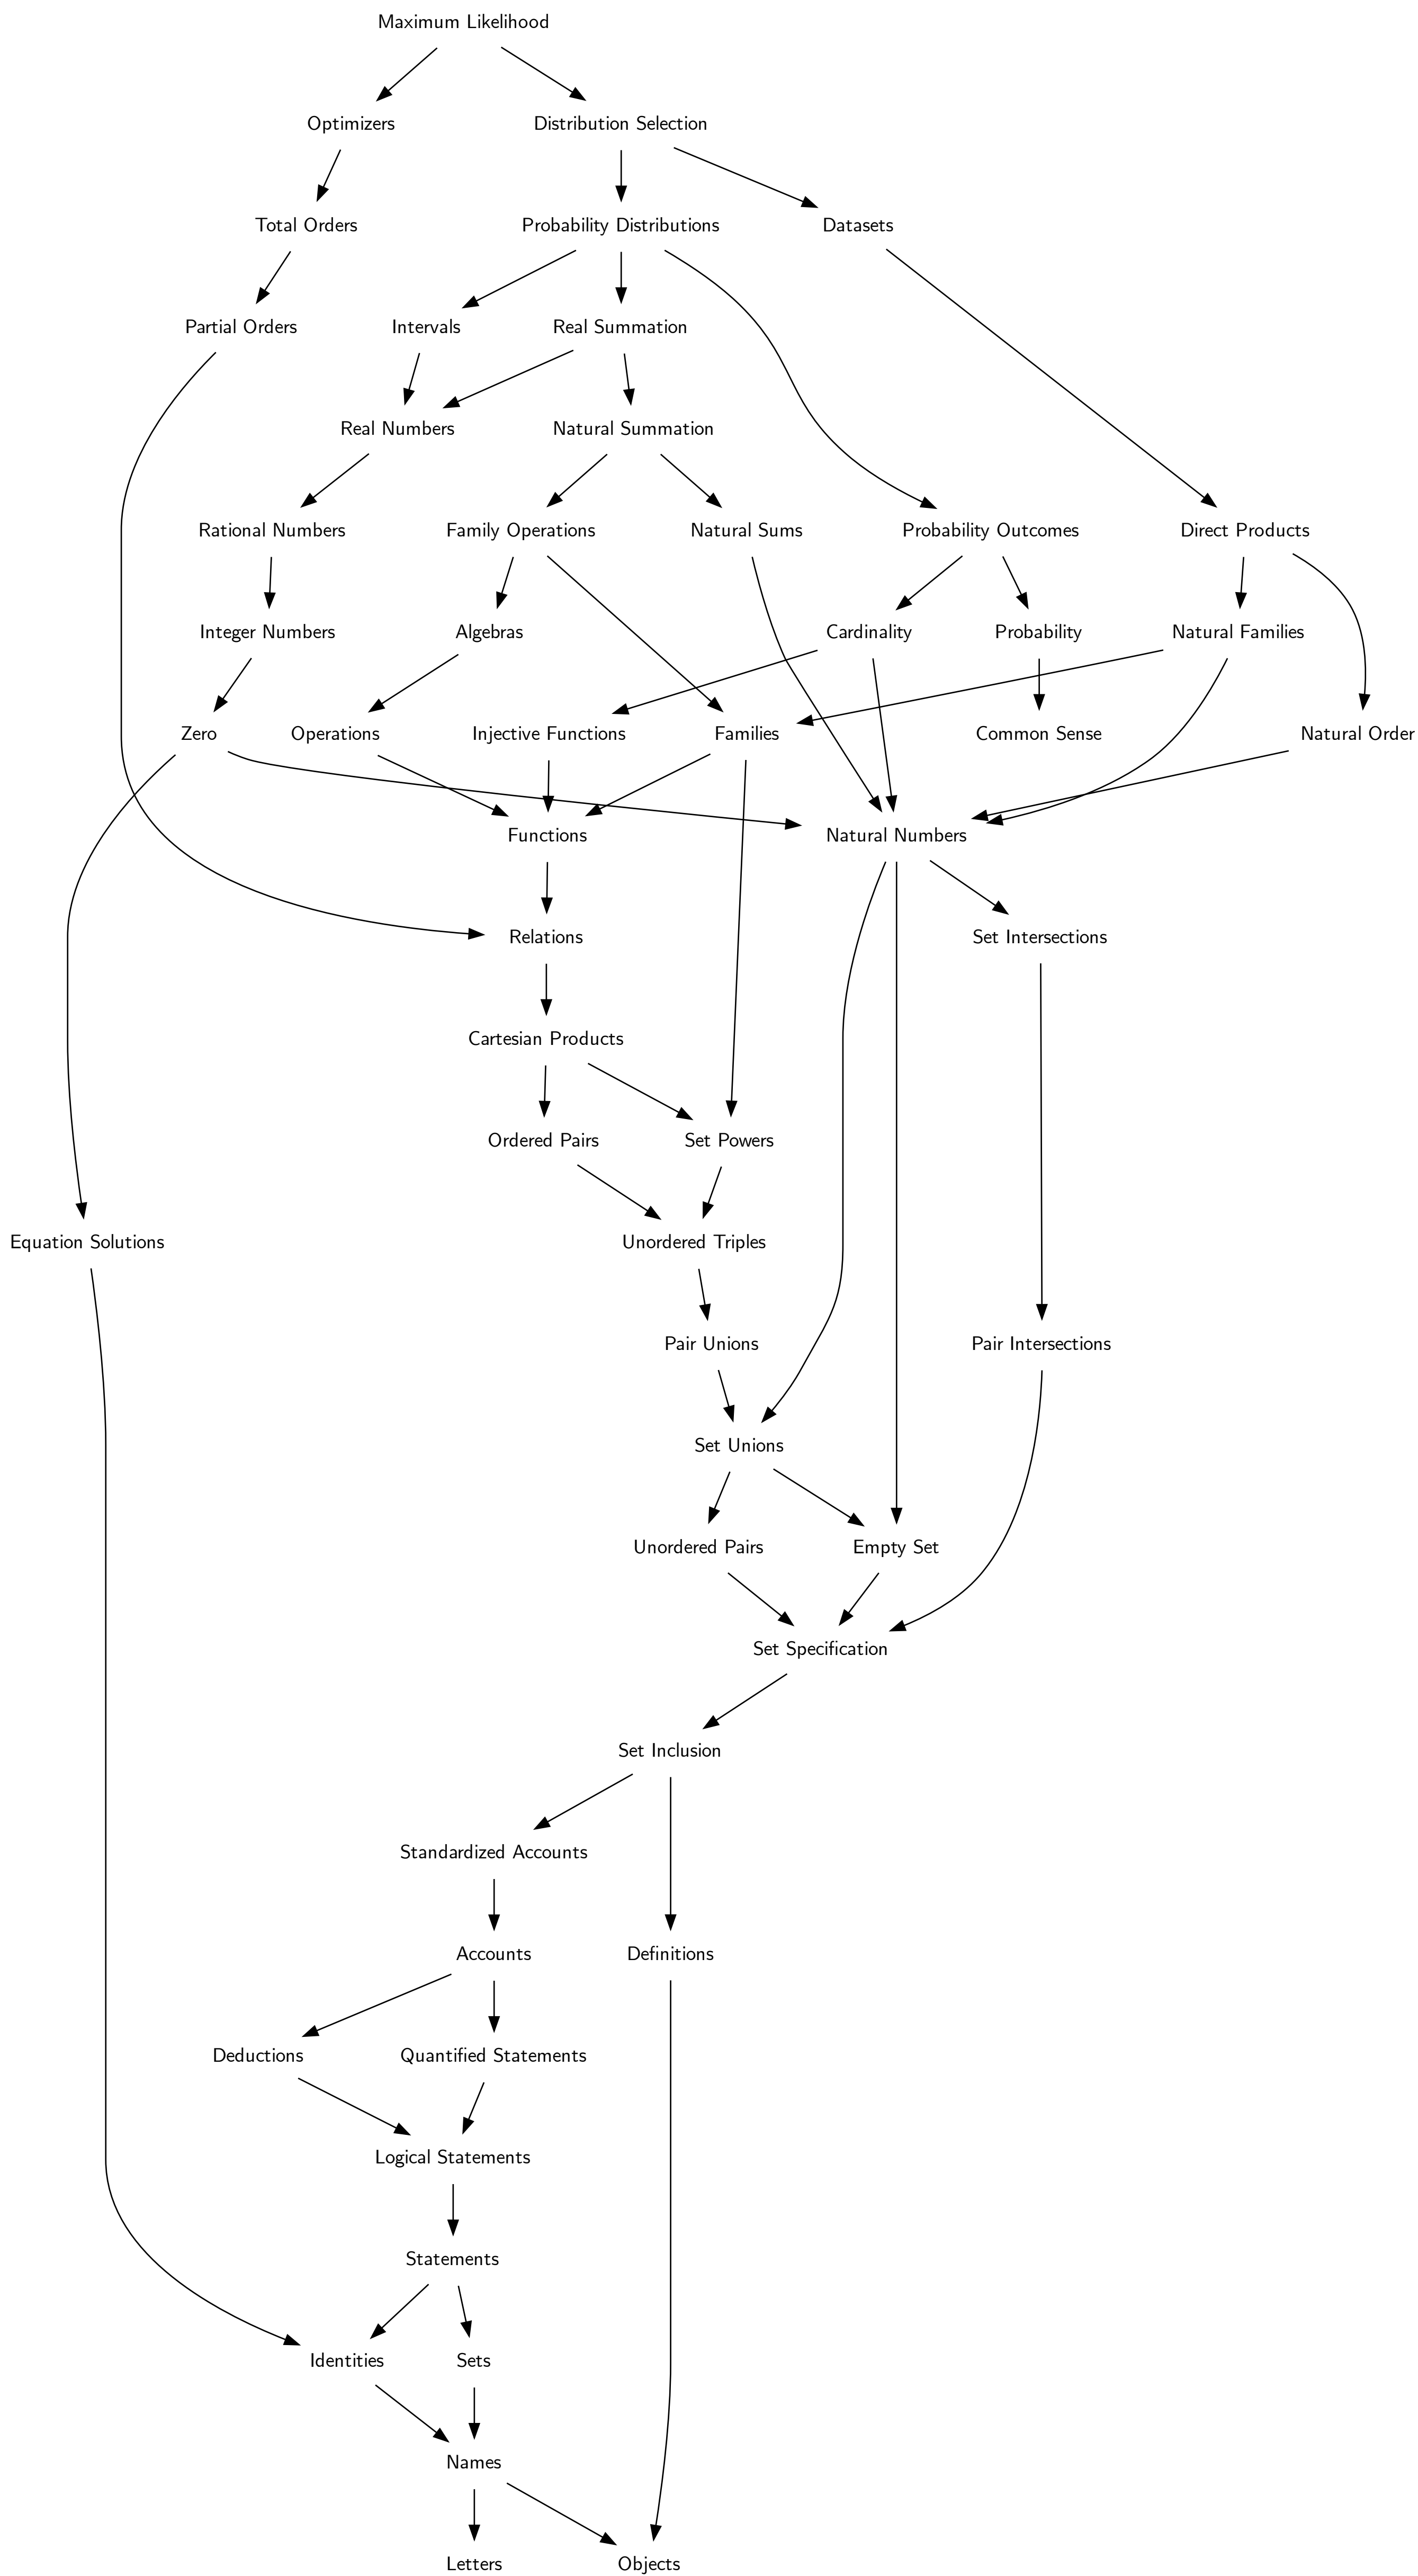 Maximum Likelihood
Optimizers
Distribution Selection
Total Orders
Probability Distributions
Datasets
Partial Orders
Intervals
Real Summation
Real Numbers
Natural Summation
Rational Numbers
Family Operations
Natural Sums
Probability Outcomes
Direct Products
Integer Numbers
Algebras
Cardinality
Probability
Natural Families
Zero
Operations
Injective Functions
Families
Common Sense
Natural Order
Functions
Natural Numbers
Relations
Set Intersections
Cartesian Products
Ordered Pairs
Set Powers
Equation Solutions
Unordered Triples
Pair Unions
Pair Intersections
Set Unions
Unordered Pairs
Empty Set
Set Specification
Set Inclusion
Standardized Accounts
Accounts
Definitions
Deductions
Quantified Statements
Logical Statements
Statements
Identities
Sets
Names
Letters
Objects